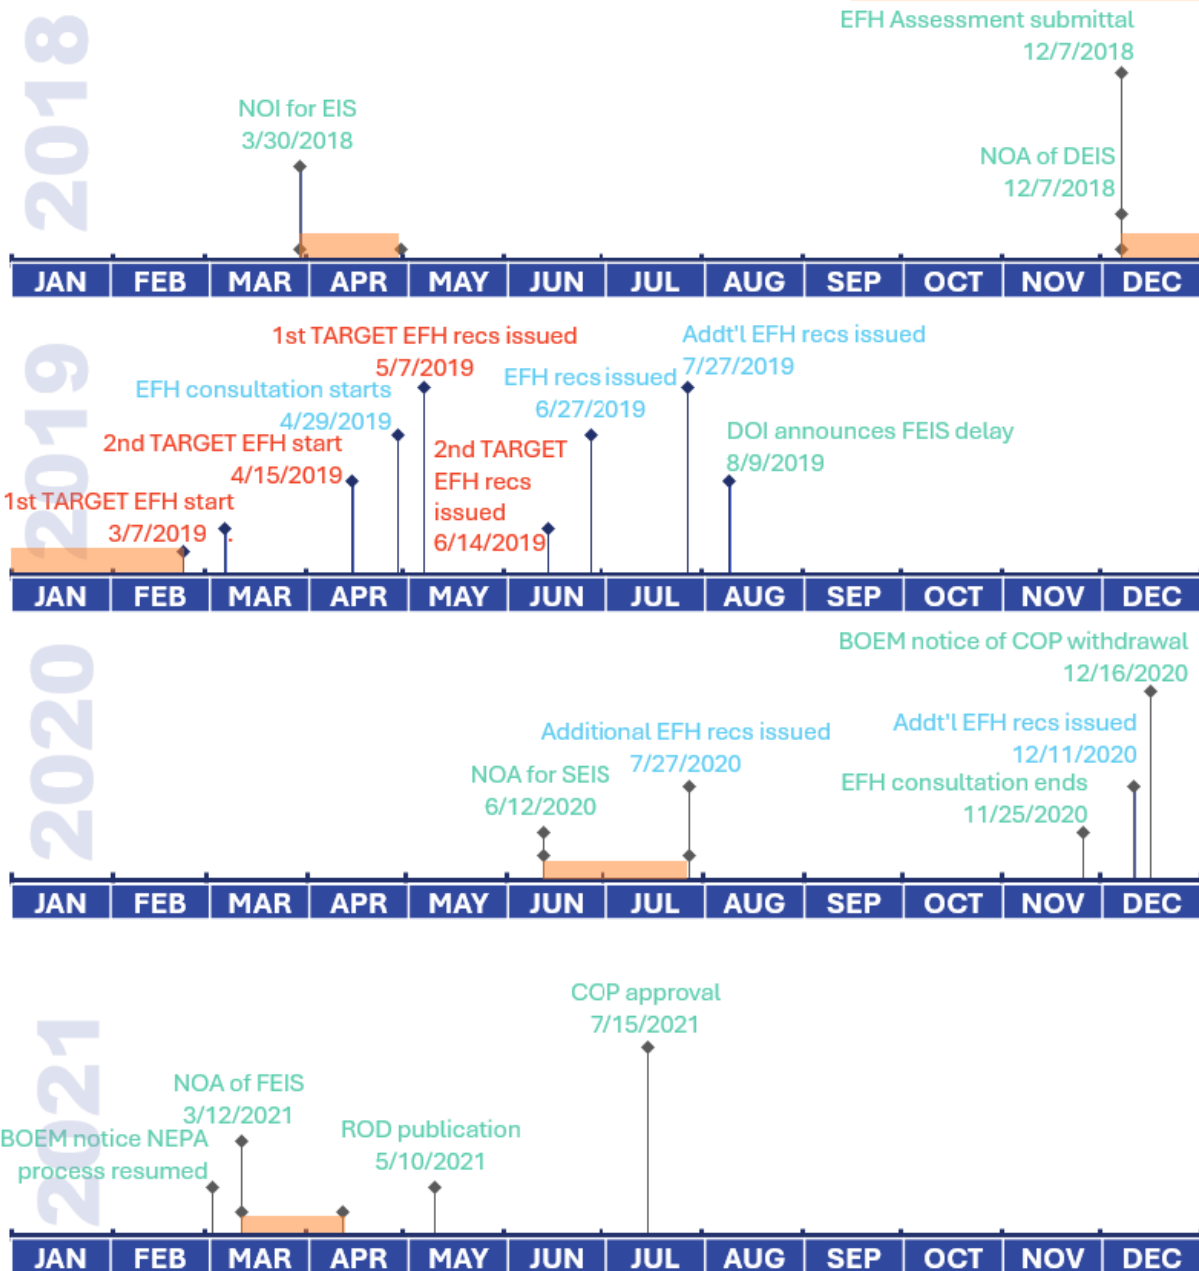 2018
EFH Assessment submittal
12/7/2018
NOI for EIS
3/30/2018
NOA of DEIS
12/7/2018
JAN FEB MAR APR MAY JUN JUL AUG SEP OCT NOV DEC
2019
1st TARGET EFH recs issued
5/7/2019
Addt'l EFH recs issued
7/27/2019
EFH consultation starts
4/29/2019
EFH recs issued
6/27/2019
2nd TARGET EFH start
4/15/2019
2nd TARGET
EFH recs
issued
6/14/2019
DOI announces FEIS delay
8/9/2019
1st TARGET EFH start
3/7/2019 .
JAN FEB MAR APR MAY JUN JUL AUG SEP OCT NOV DEC
2020
BOEM notice of COP withdrawal
12/16/2020
Additional EFH recs issued
7/27/2020
Addt'l EFH recs issued
12/11/2020
NOA for SEIS
6/12/2020
EFH consultation ends
11/25/2020
JAN FEB MAR APR MAY JUN JUL AUG SEP OCT NOV DEC
2021
COP approval
7/15/2021
NOA of FEIS
3/12/2021
BOEM notice NEPA
process resumed
ROD publication
5/10/2021
JAN FEB MAR APR MAY JUN JUL AUG SEP OCT NOV DEC